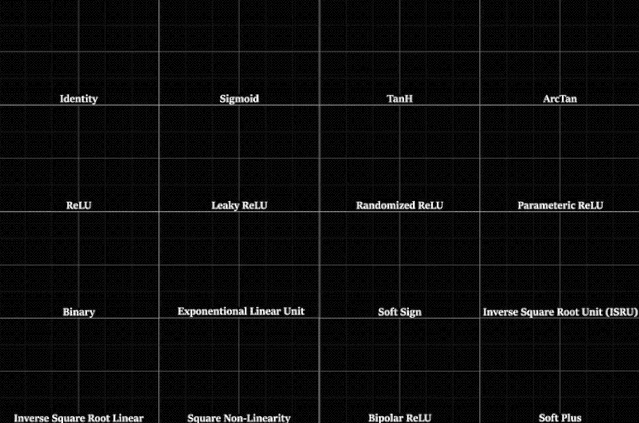 Identity
Sigmoid
TanH
ArcTan
ReLU
Leaky ReLU
Randomized ReLU
Parameteric ReLU
Binary
Exponentional Linear Unit
Soft Sign
Inverse Square Root Unit (ISRU)
Inverse Square Root Linear
Square Non-Linearity
Bipolar ReLU
Soft Plus